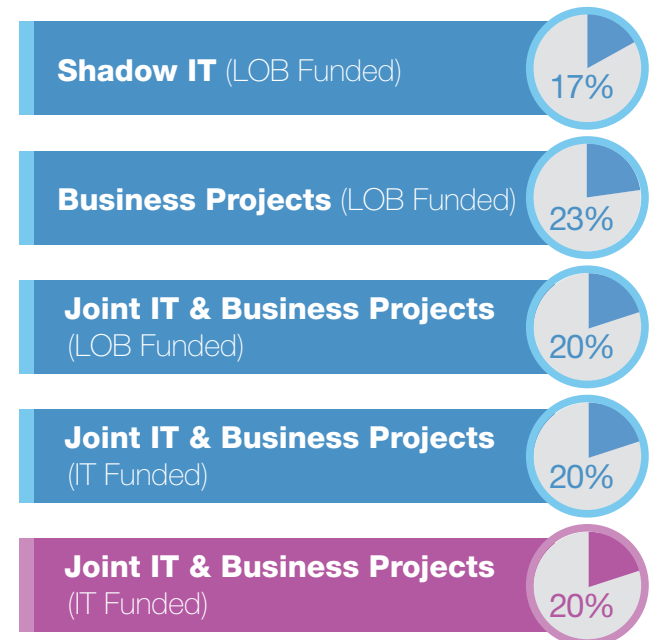 Shadow IT (LOB Funded)
17%
Business Projects (LOB Funded)
23%
Joint IT & Business Projects
(LOB Funded)
20%
Joint IT & Business Projects
(IT Funded)
20%
Joint IT & Business Projects
(IT Funded)
20%